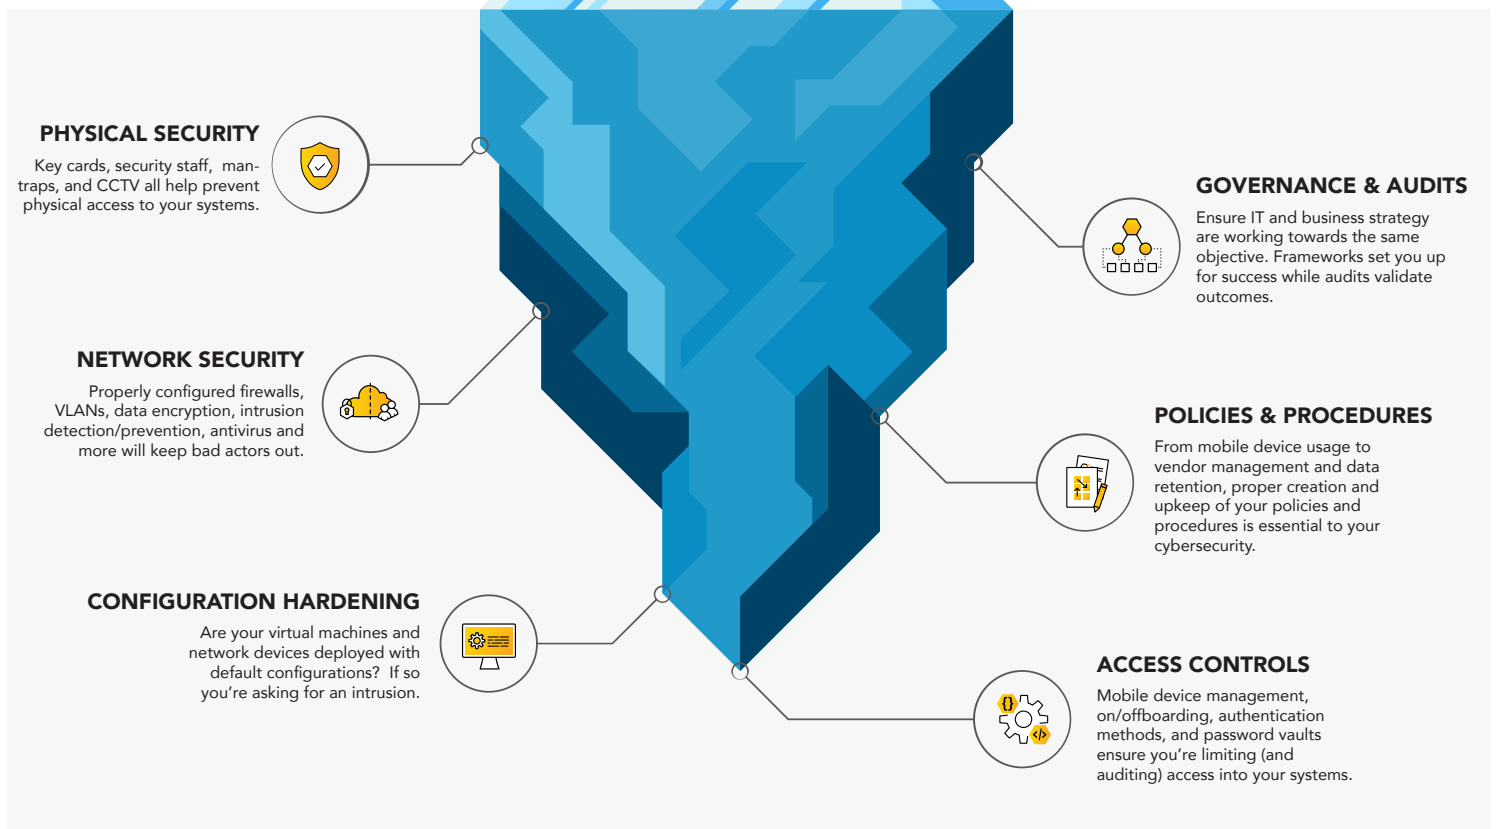 PHYSICAL SECURITY
Key cards, security staff,  man-
traps, and CCTV all help prevent
physical access to your systems.
GOVERNANCE & AUDITS
Ensure IT and business strategy
are working towards the same
objective. Frameworks set you up
for success while audits validate
outcomes.
NETWORK SECURITY
Properly configured firewalls,
VLANs, data encryption, intrusion
detection/prevention, antivirus and
more will keep bad actors out.
POLICIES & PROCEDURES
From mobile device usage to
vendor management and data
retention, proper creation and
upkeep of your policies and
procedures is essential to your
cybersecurity.
CONFIGURATION HARDENING
Are your virtual machines and
network devices deployed with
default configurations?  If so
you’re asking for an intrusion.
ACCESS CONTROLS
Mobile device management,
on/offboarding, authentication
methods, and password vaults
ensure you’re limiting (and
auditing) access into your systems.
{}
</>